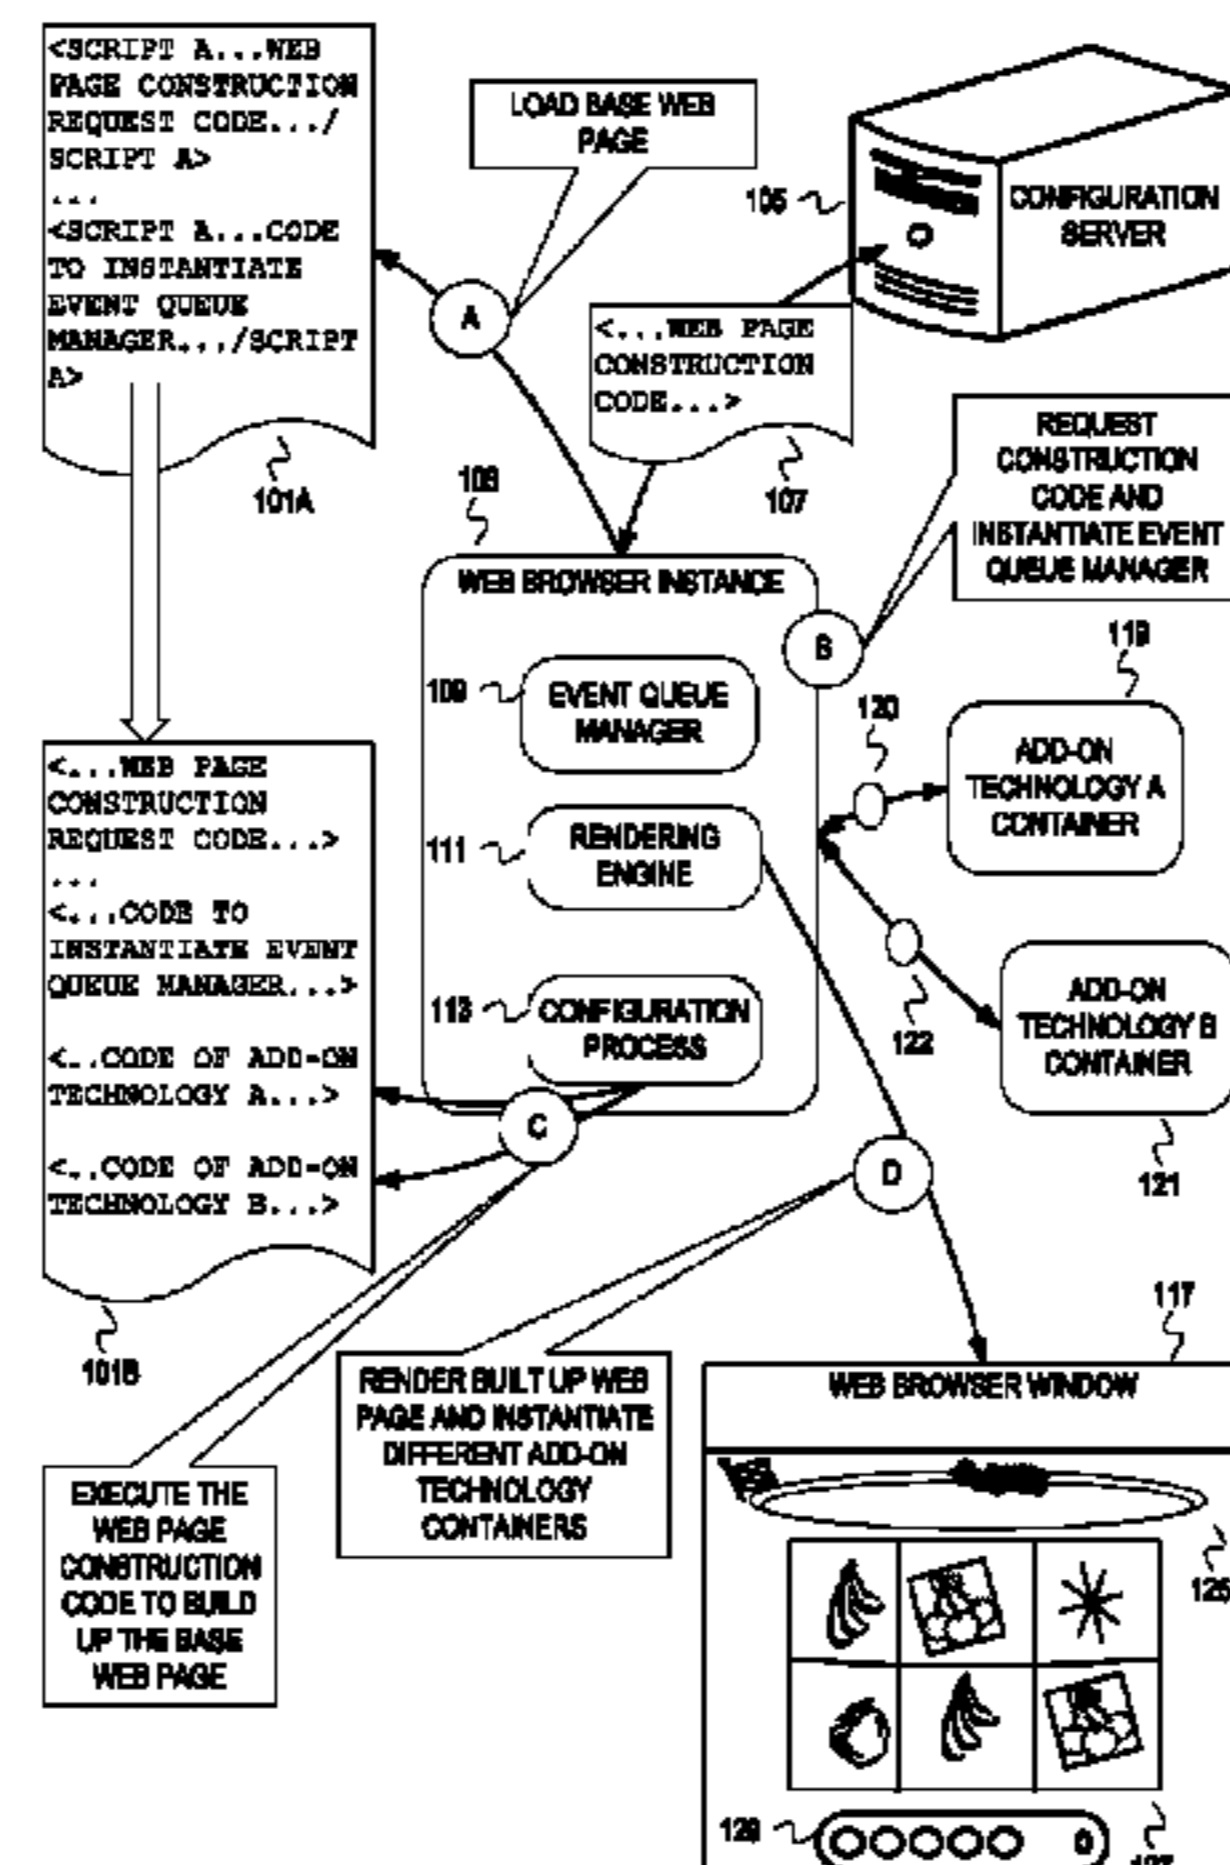 <SCRIPT A...WEB
PAGE CONSTRUCTION
REQUEST CODE.../
SCRIPT A>
...
<SCRIPT A...CODE
TO INSTANTIATE
EVENT QUEUE
MANAGER.../SCRIPT
A>
101A
LOAD BASE WEB
PAGE
A
105
CONFIGURATION
SERVER
<...WEB PAGE
CONSTRUCTION
CODE...>
107
REQUEST
CONSTRUCTION
CODE AND
INSTANTIATE EVENT
QUEUE MANAGER
WEB BROWSER INSTANCE
B
109
EVENT QUEUE
MANAGER
111
RENDERING
ENGINE
113
CONFIGURATION
PROCESS
119
120
ADD-ON
TECHNOLOGY A
CONTAINER
122
ADD-ON
TECHNOLOGY B
CONTAINER
121
<...WEB PAGE
CONSTRUCTION
REQUEST CODE...>
...
<...CODE TO
INSTANTIATE EVENT
QUEUE MANAGER...>
<..CODE OF ADD-ON
TECHNOLOGY A...>
<..CODE OF ADD-ON
TECHNOLOGY B...>
101B
C
D
EXECUTE THE
WEB PAGE
CONSTRUCTION
CODE TO BUILD
UP THE BASE
WEB PAGE
RENDER BUILT UP WEB
PAGE AND INSTANTIATE
DIFFERENT ADD-ON
TECHNOLOGY
CONTAINERS
117
WEB BROWSER WINDOW